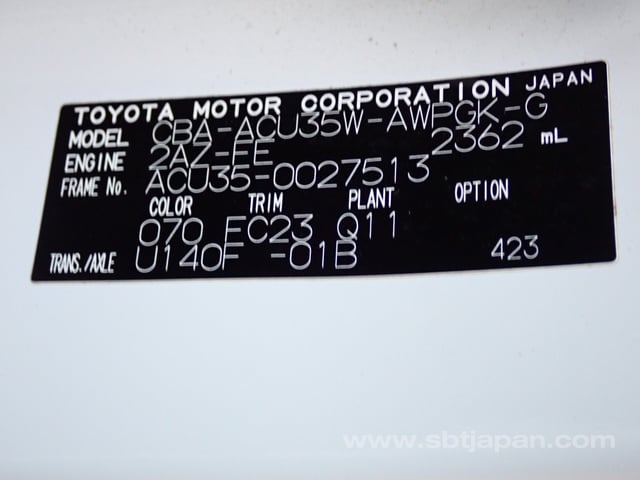 TOYOTA MOTOR CORPORATION JAPAN
MODEL CBA-ACU35W-AWPGK-G
ENGINE 2AZ-FE 2362 mL
FRAME No. ACU35-0027513
COLOR TRIM PLANT OPTION
070 FC23 Q11
TRANS./AXLE U140F -01B 423
www.sbtjapan.com